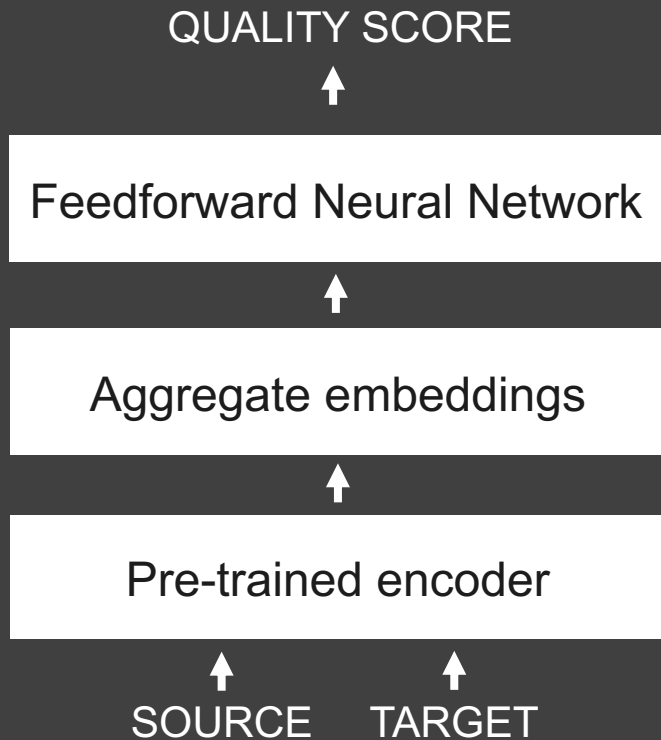 QUALITY SCORE
Feedforward Neural Network
Aggregate embeddings
Pre-trained encoder
SOURCE TARGET